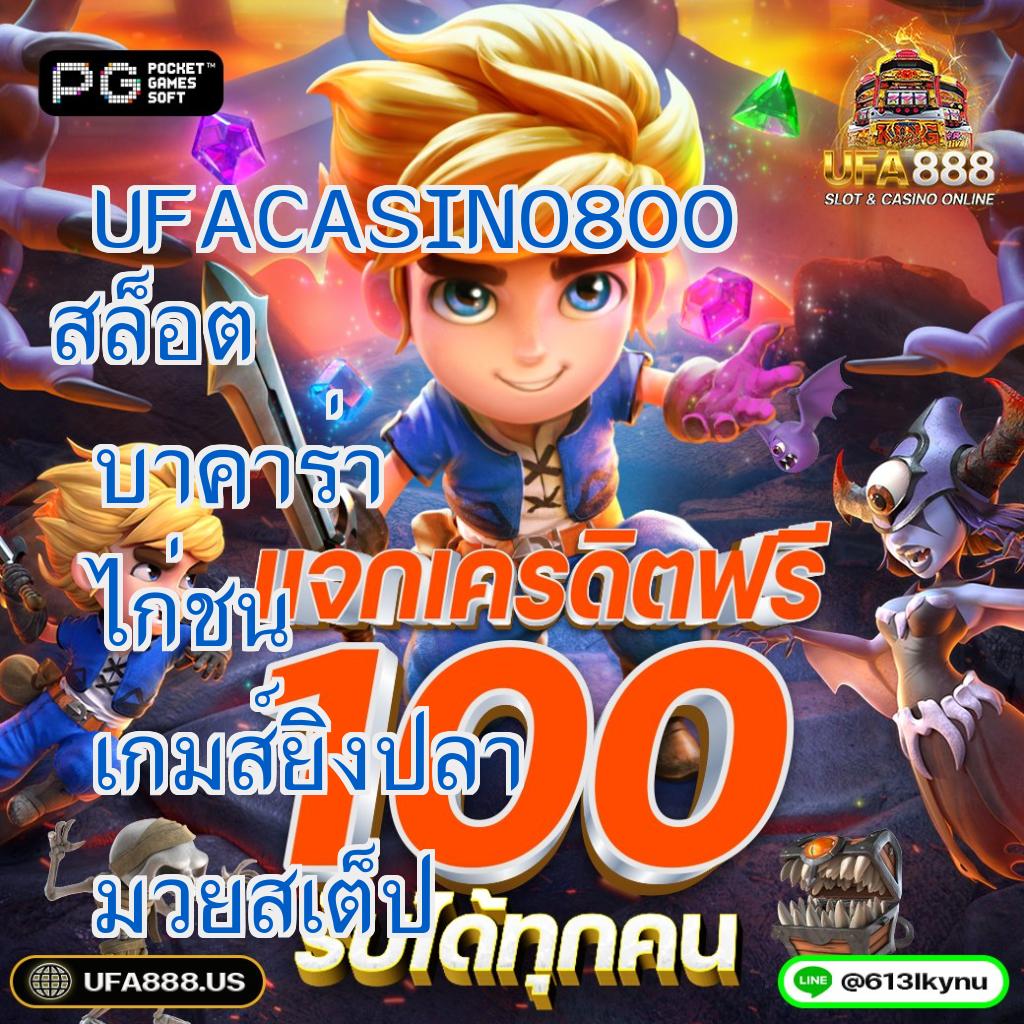 PG POCKET GAMES SOFT™
UFA888
SLOT & CASINO ONLINE
UFACASINO800
สล็อต
บาคาร่า
แจกเครดิตฟรี
ไก่ชน
100
เกมส์ยิงปลา
มวยสเต็ป
รับได้ทุกคน
UFA888.US
LINE @613lkynu